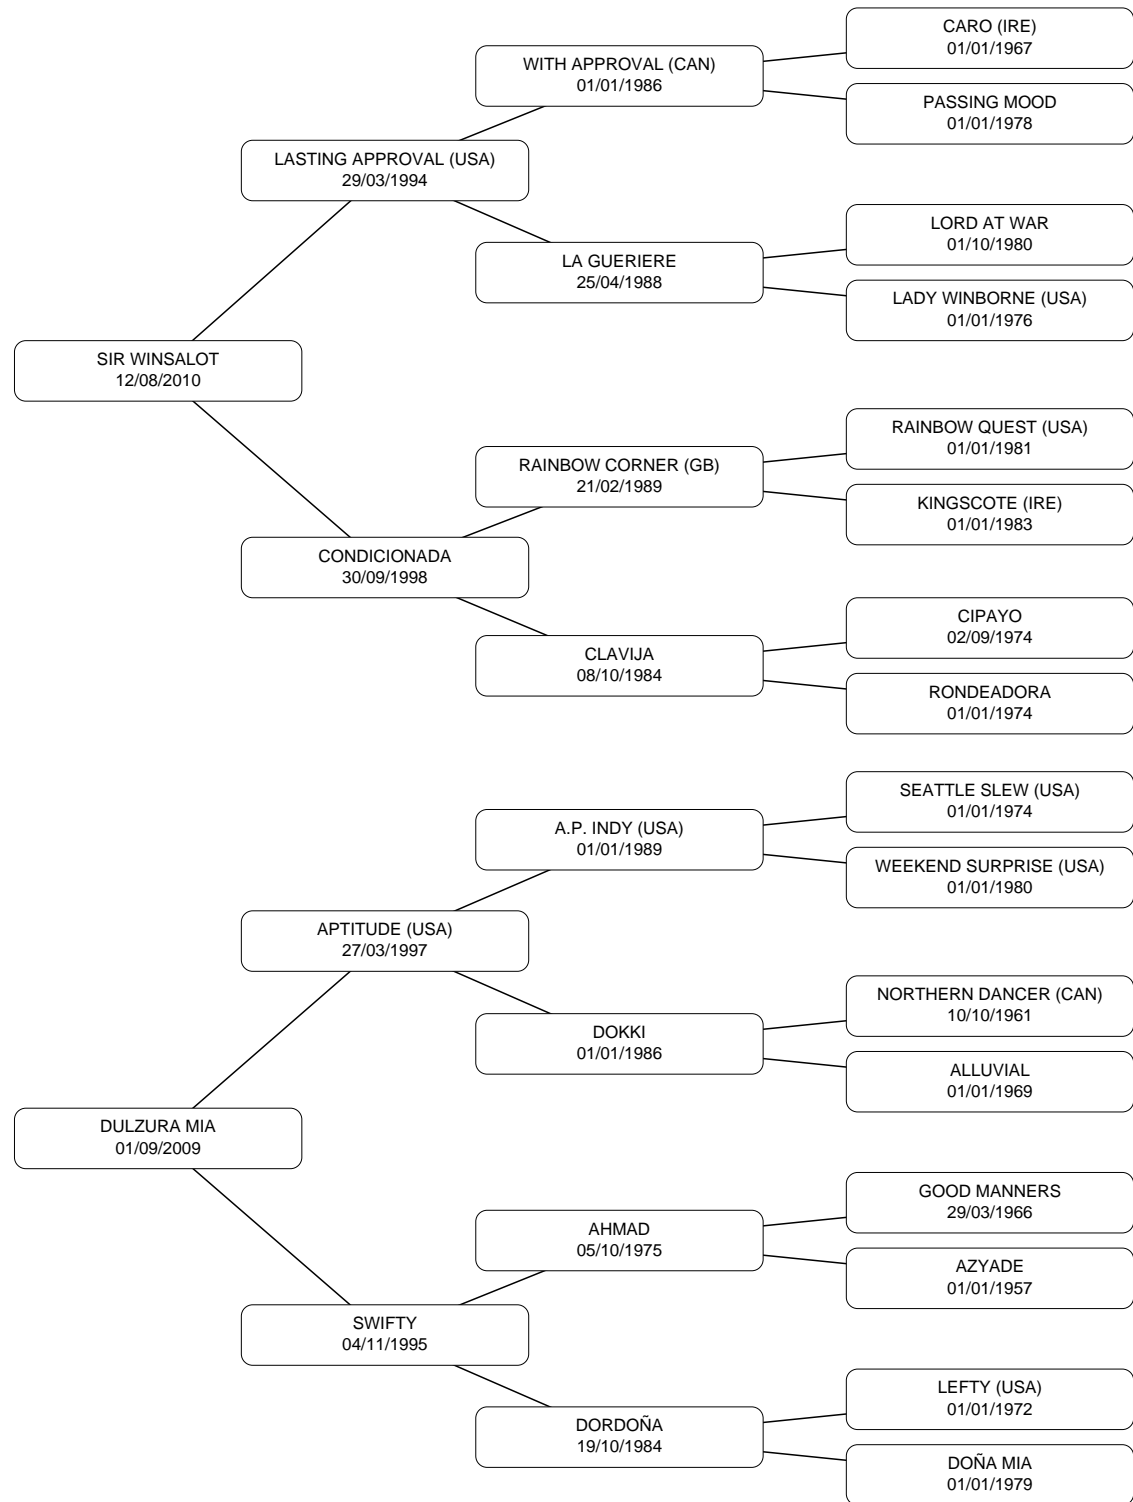 CARO (IRE)
01/01/1967
WITH APPROVAL (CAN)
01/01/1986
PASSING MOOD
01/01/1978
LASTING APPROVAL (USA)
29/03/1994
LORD AT WAR
01/10/1980
LA GUERIERE
25/04/1988
LADY WINBORNE (USA)
01/01/1976
SIR WINSALOT
12/08/2010
RAINBOW QUEST (USA)
01/01/1981
RAINBOW CORNER (GB)
21/02/1989
KINGSCOTE (IRE)
01/01/1983
CONDICIONADA
30/09/1998
CIPAYO
02/09/1974
CLAVIJA
08/10/1984
RONDEADORA
01/01/1974
SEATTLE SLEW (USA)
01/01/1974
A.P. INDY (USA)
01/01/1989
WEEKEND SURPRISE (USA)
01/01/1980
APTITUDE (USA)
27/03/1997
NORTHERN DANCER (CAN)
10/10/1961
DOKKI
01/01/1986
ALLUVIAL
01/01/1969
DULZURA MIA
01/09/2009
GOOD MANNERS
29/03/1966
AHMAD
05/10/1975
AZYADE
01/01/1957
SWIFTY
04/11/1995
LEFTY (USA)
01/01/1972
DORDOÑA
19/10/1984
DOÑA MIA
01/01/1979